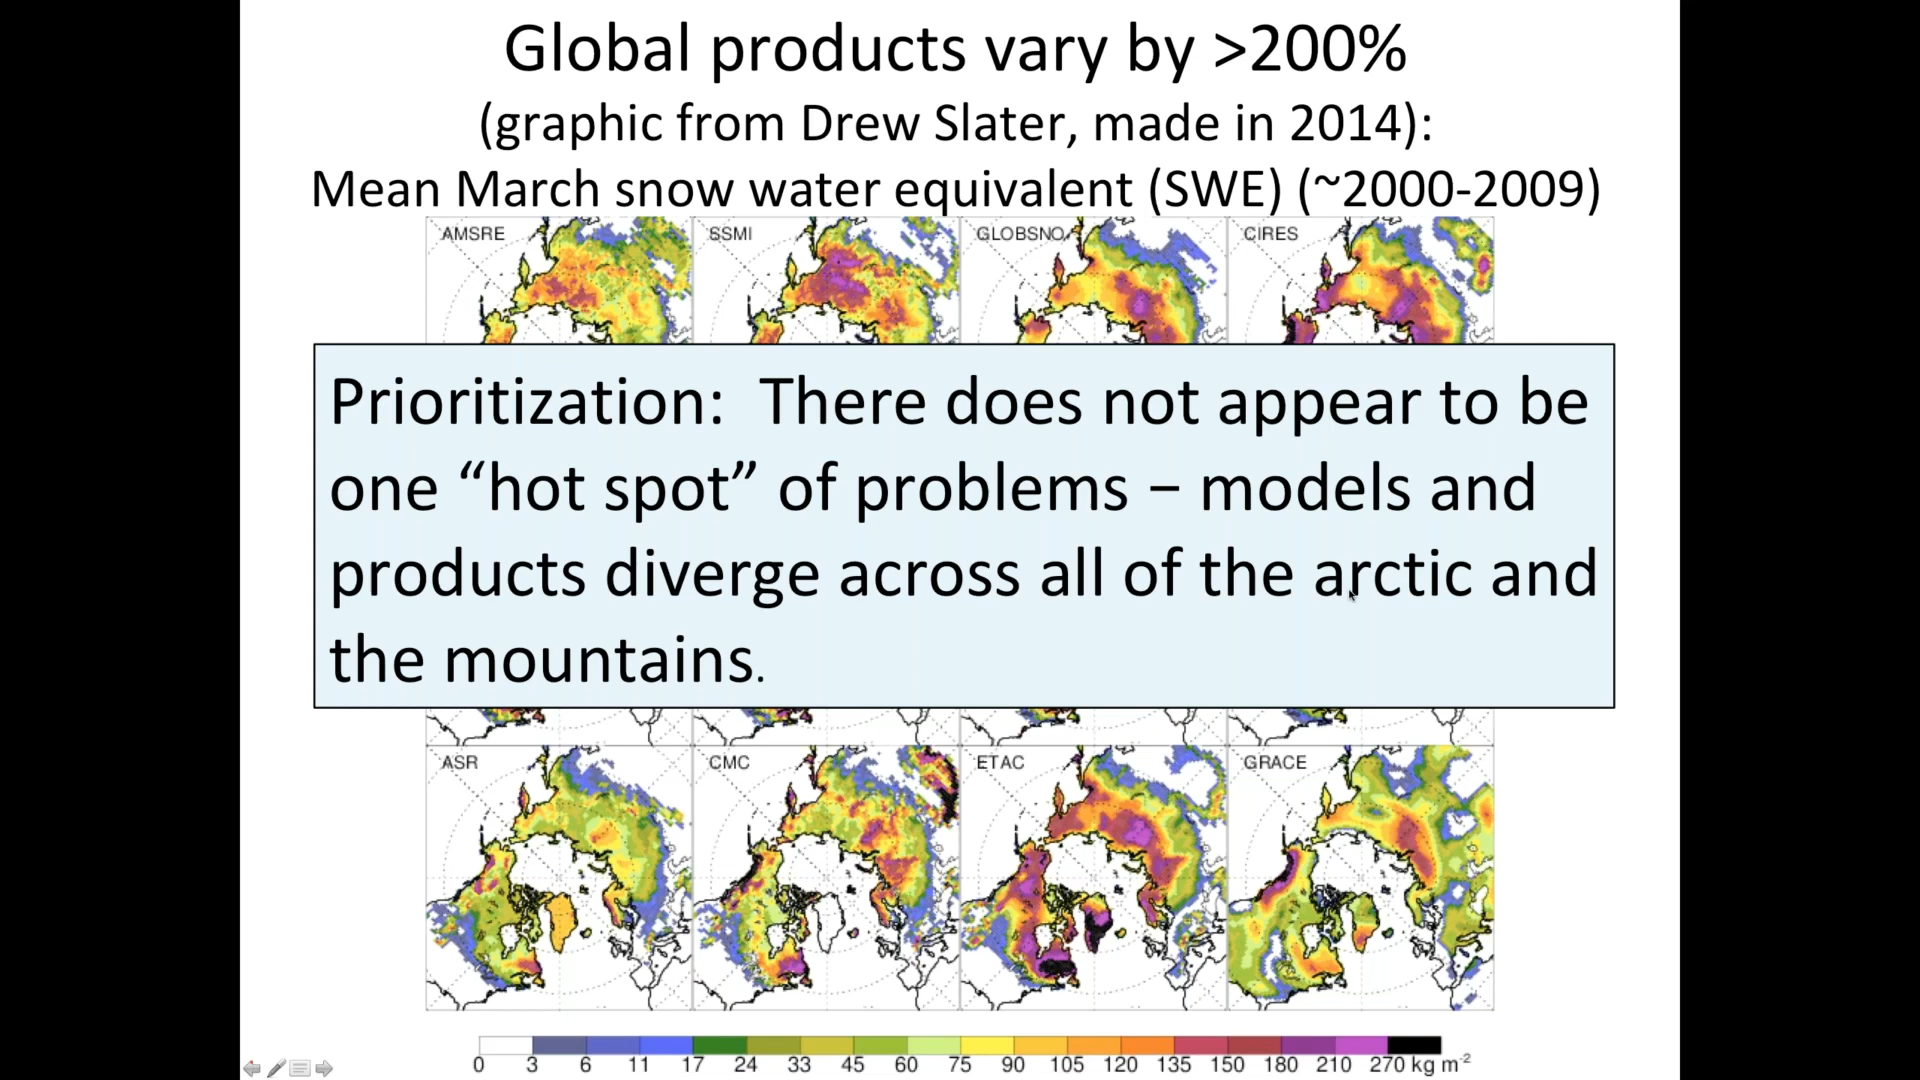 Global products vary by >200%
(graphic from Drew Slater, made in 2014):
Mean March snow water equivalent (SWE) (~2000-2009)
AMSRE SSMI GLOBSNO CIRES
Prioritization: There does not appear to be
one “hot spot” of problems – models and
products diverge across all of the arctic and
the mountains.
ASR CMC ETAC GRACE
0 3 6 11 17 24 33 45 60 75 90 105 120 135 150 180 210 270 kg m⁻²